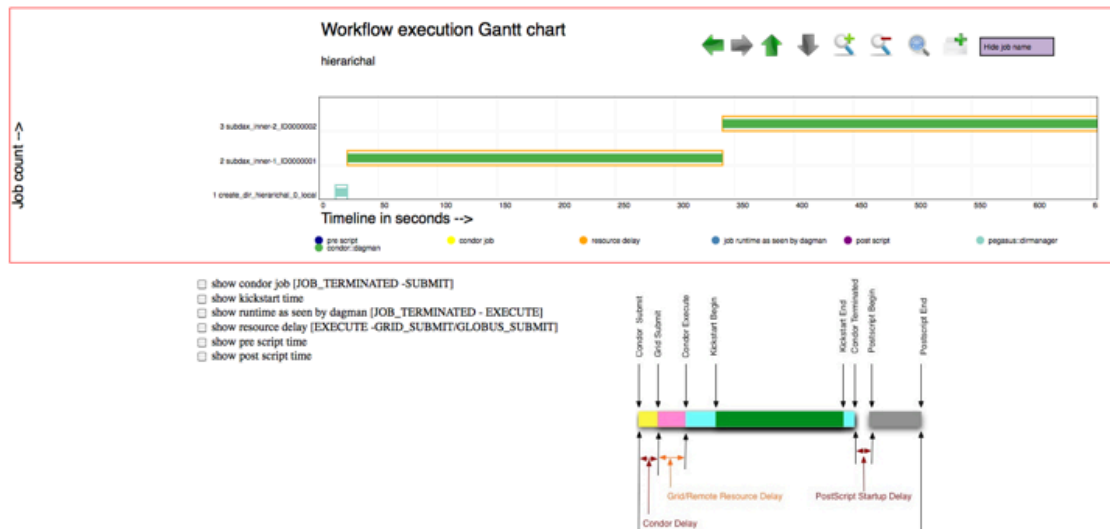 Workflow execution Gantt chart
hierarichal
Hide job name
Job count -->
3 subdax_inner-2_ID0000002
2 subdax_inner-1_ID0000001
1 create_dir_hierarichal_0_local
0 50 100 150 200 250 300 350 400 450 500 550 600 6
Timeline in seconds -->
pre script condor job resource delay job runtime as seen by dagman post script pegasus::dirmanager
condor::dagman
show condor job [JOB_TERMINATED -SUBMIT]
show kickstart time
show runtime as seen by dagman [JOB_TERMINATED - EXECUTE]
show resource delay [EXECUTE -GRID_SUBMIT/GLOBUS_SUBMIT]
show pre script time
show post script time
Condor Submit
Grid Submit
Condor Execute
Kickstart Begin
Kickstart End
Condor Terminated
Postscript Begin
Postscript End
Grid/Remote Resource Delay
PostScript Startup Delay
Condor Delay